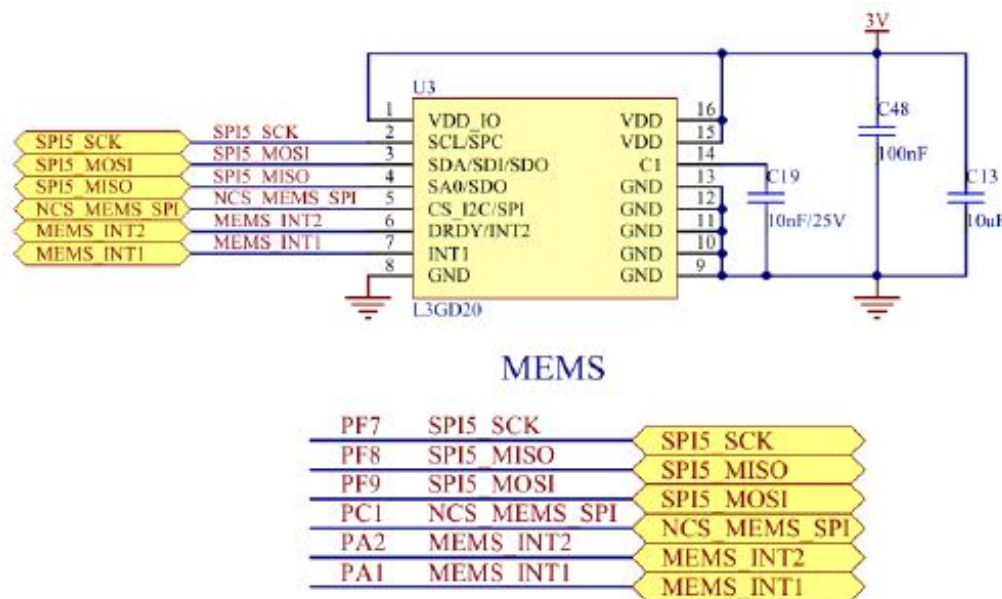 3V
U3
1 VDD_IO VDD 16
SPI5_SCK SPI5_SCK 2 SCL/SPC VDD 15
SPI5_MOSI SPI5_MOSI 3 SDA/SDI/SDO C1 14
SPI5_MISO SPI5_MISO 4 SA0/SDO GND 13
NCS_MEMS_SPI NCS_MEMS_SPI 5 CS_I2C/SPI GND 12
MEMS_INT2 MEMS_INT2 6 DRDY/INT2 GND 11
MEMS_INT1 MEMS_INT1 7 INT1 GND 10
8 GND GND 9
L3GD20
C48
100nF
C19
10nF/25V
C13
10uF
MEMS
PF7 SPI5_SCK SPI5_SCK
PF8 SPI5_MISO SPI5_MISO
PF9 SPI5_MOSI SPI5_MOSI
PC1 NCS_MEMS_SPI NCS_MEMS_SPI
PA2 MEMS_INT2 MEMS_INT2
PA1 MEMS_INT1 MEMS_INT1